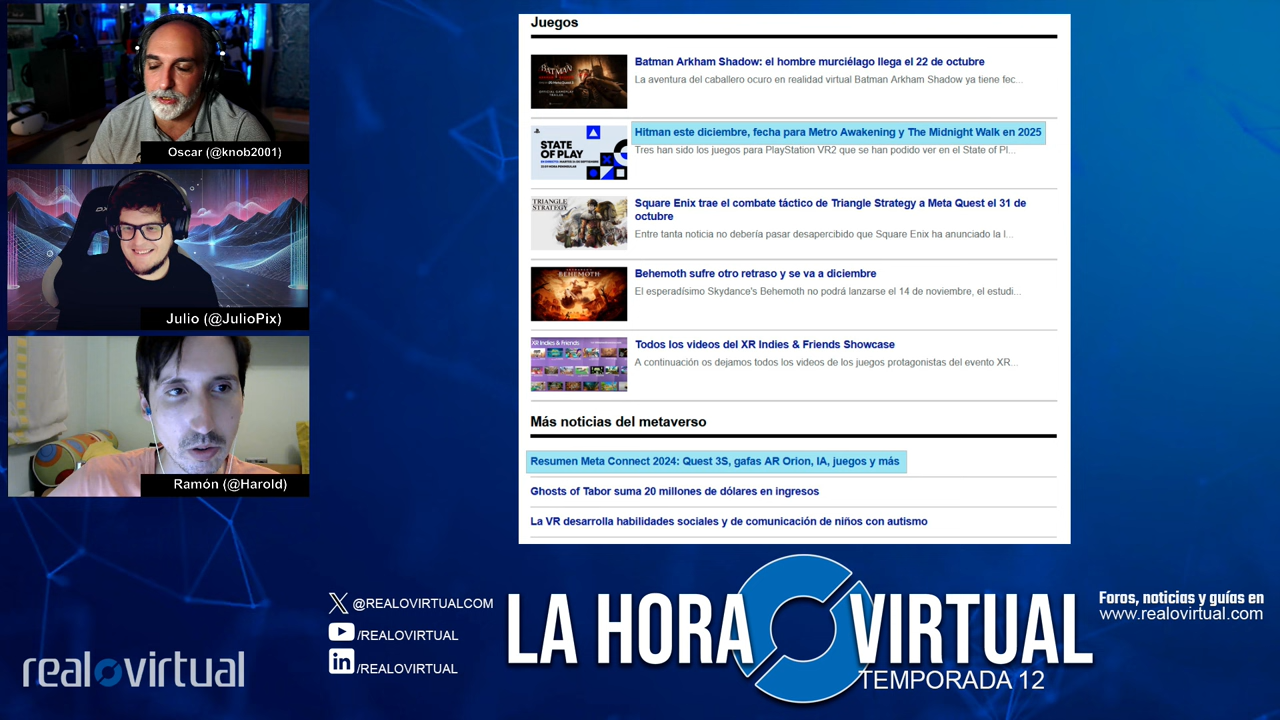 Oscar (@knob2001)
Julio (@JulioPix)
Ramón (@Harold)
Juegos
BATMAN
Batman Arkham Shadow: el hombre murciélago llega el 22 de octubre
La aventura del caballero ocuro en realidad virtual Batman Arkham Shadow ya tiene fec...
STATE
OF PLAY
Hitman este diciembre, fecha para Metro Awakening y The Midnight Walk en 2025
Tres han sido los juegos para PlayStation VR2 que se han podido ver en el State of Pl...
TRIANGLE
STRATEGY
Square Enix trae el combate táctico de Triangle Strategy a Meta Quest el 31 de
octubre
Entre tanta noticia no debería pasar desapercibido que Square Enix ha anunciado la l...
BEHEMOTH
Behemoth sufre otro retraso y se va a diciembre
El esperadísimo Skydance's Behemoth no podrá lanzarse el 14 de noviembre, el estudi...
XR Indies & Friends
Todos los videos del XR Indies & Friends Showcase
A continuación os dejamos todos los videos de los juegos protagonistas del evento XR...
Más noticias del metaverso
Resumen Meta Connect 2024: Quest 3S, gafas AR Orion, IA, juegos y más
Ghosts of Tabor suma 20 millones de dólares en ingresos
La VR desarrolla habilidades sociales y de comunicación de niños con autismo
realovirtual
@REALOVIRTUALCOM
/REALOVIRTUAL
/REALOVIRTUAL
LA HORA VIRTUAL
TEMPORADA 12
Foros, noticias y guías en
www.realovirtual.com